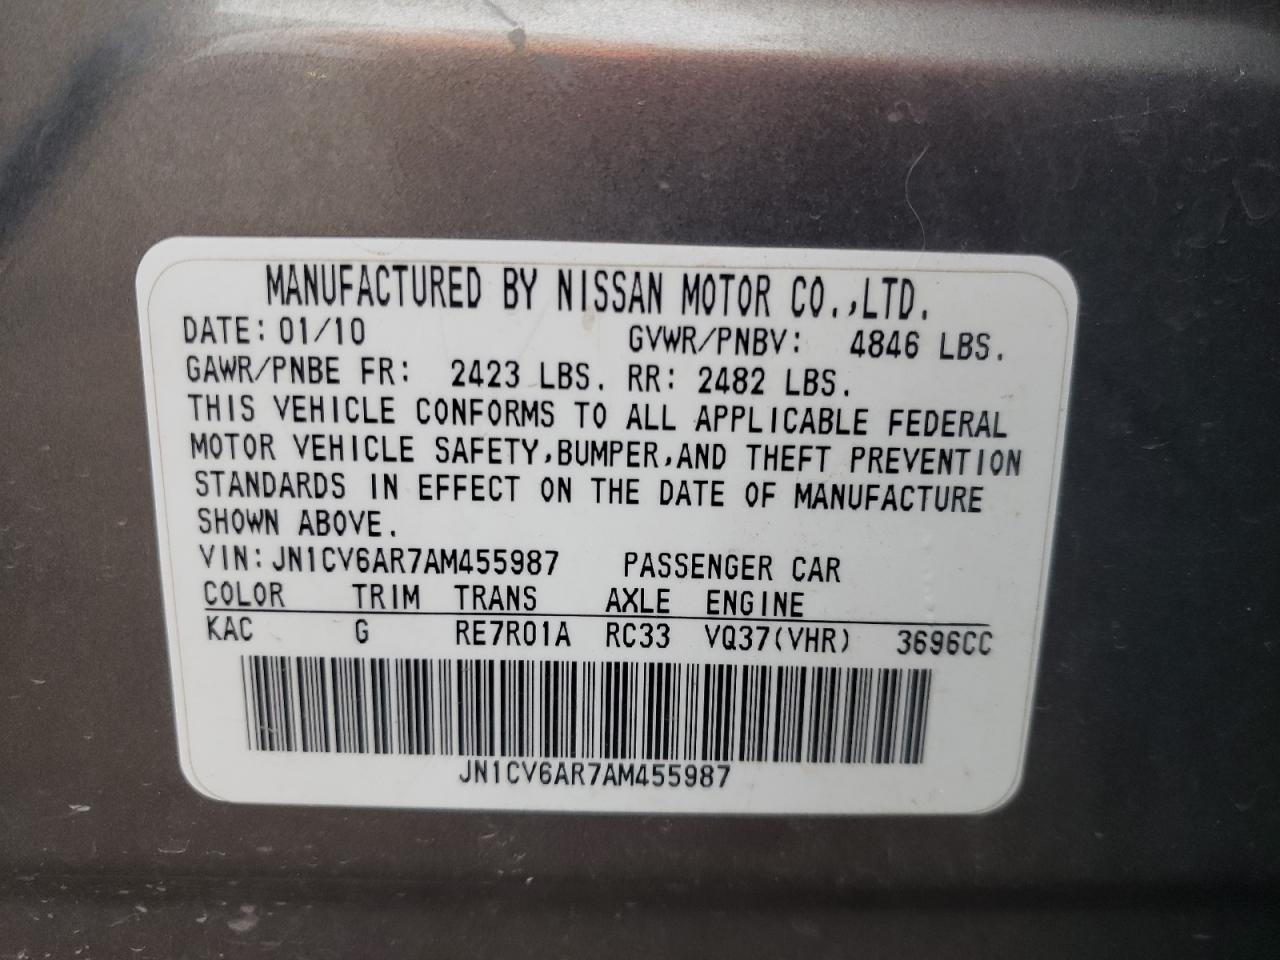 MANUFACTURED BY NISSAN MOTOR CO.,LTD.
DATE: 01/10 GVWR/PNBV: 4846 LBS.
GAWR/PNBE FR: 2423 LBS. RR: 2482 LBS.
THIS VEHICLE CONFORMS TO ALL APPLICABLE FEDERAL
MOTOR VEHICLE SAFETY,BUMPER,AND THEFT PREVENTION
STANDARDS IN EFFECT ON THE DATE OF MANUFACTURE
SHOWN ABOVE.
VIN:JN1CV6AR7AM455987 PASSENGER CAR
COLOR TRIM TRANS AXLE ENGINE
KAC G RE7R01A RC33 VQ37(VHR) 3696CC
JN1CV6AR7AM455987